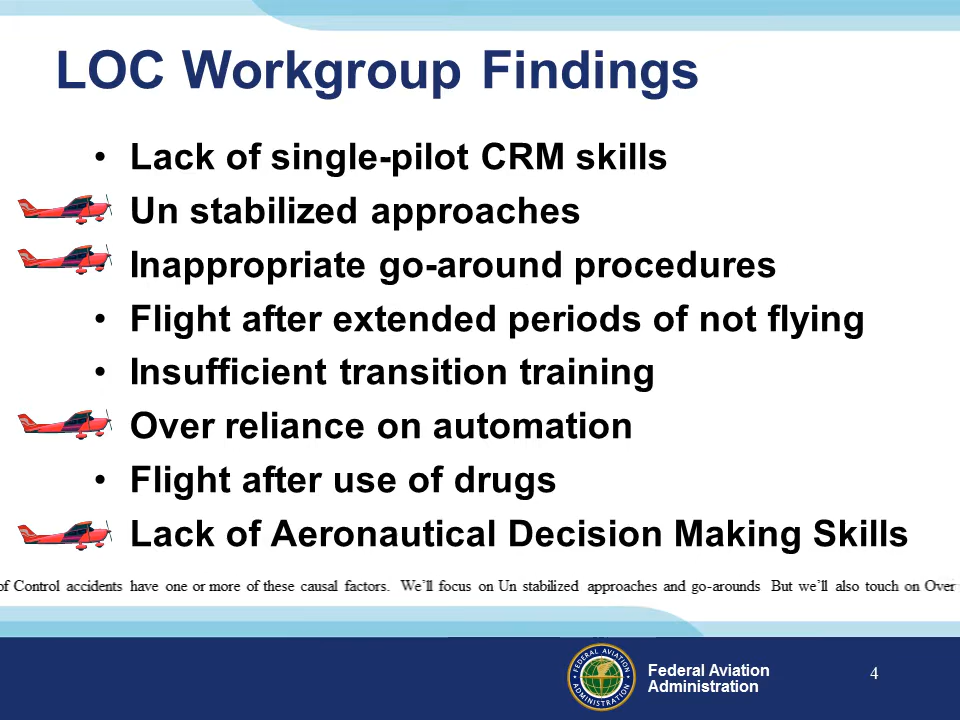 LOC Workgroup Findings
• Lack of single-pilot CRM skills
Un stabilized approaches
Inappropriate go-around procedures
• Flight after extended periods of not flying
• Insufficient transition training
Over reliance on automation
• Flight after use of drugs
Lack of Aeronautical Decision Making Skills
of Control accidents have one or more of these causal factors. We'll focus on Un stabilized approaches and go-arounds But we'll also touch on Over
FEDERAL AVIATION
ADMINISTRATION
Federal Aviation
Administration
4